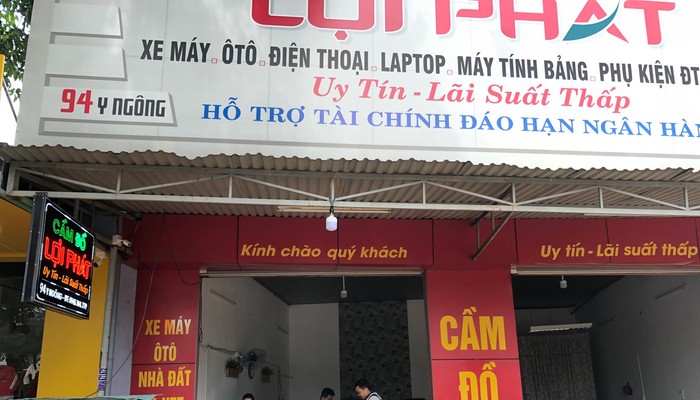 LỢI PHÁT
XE MÁY. ÔTÔ. ĐIỆN THOẠI. LAPTOP. MÁY TÍNH BẢNG. PHỤ KIỆN ĐT
Uy Tín - Lãi Suất Thấp
94 Y NGÔNG
HỖ TRỢ TÀI CHÍNH ĐÁO HẠN NGÂN HÀN
CẦM ĐỒ
LỢI PHÁT
Uy Tín - Lãi Suất Thấp
Kính chào quý khách
Uy tín - Lãi suất thấp
XE MÁY
ÔTÔ
NHÀ ĐẤT
CẦM
ĐỒ